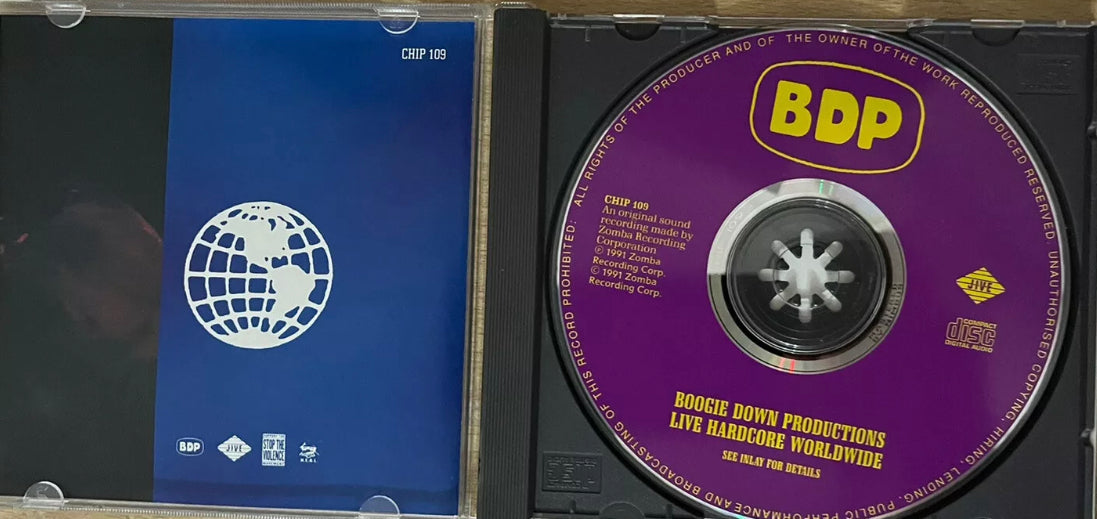 CHIP 109
BDP
JIVE
SUPPORT THE
STOP THE
VIOLENCE
MOVEMENT
H.E.A.L.
ALL RIGHTS OF THE PRODUCER AND OF THE OWNER OF THE WORK REPRODUCED RESERVED. UNAUTHORISED COPYING, HIRING, LENDING, PUBLIC PERFORMANCE AND BROADCASTING OF THIS RECORD PROHIBITED:
BDP
CHIP 109
An original sound
recording made by
Zomba Recording
Corporation
℗ 1991 Zomba
Recording Corp.
© 1991 Zomba
Recording Corp.
JIVE
COMPACT
disc
DIGITAL AUDIO
BOOGIE DOWN PRODUCTIONS
LIVE HARDCORE WORLDWIDE
SEE INLAY FOR DETAILS